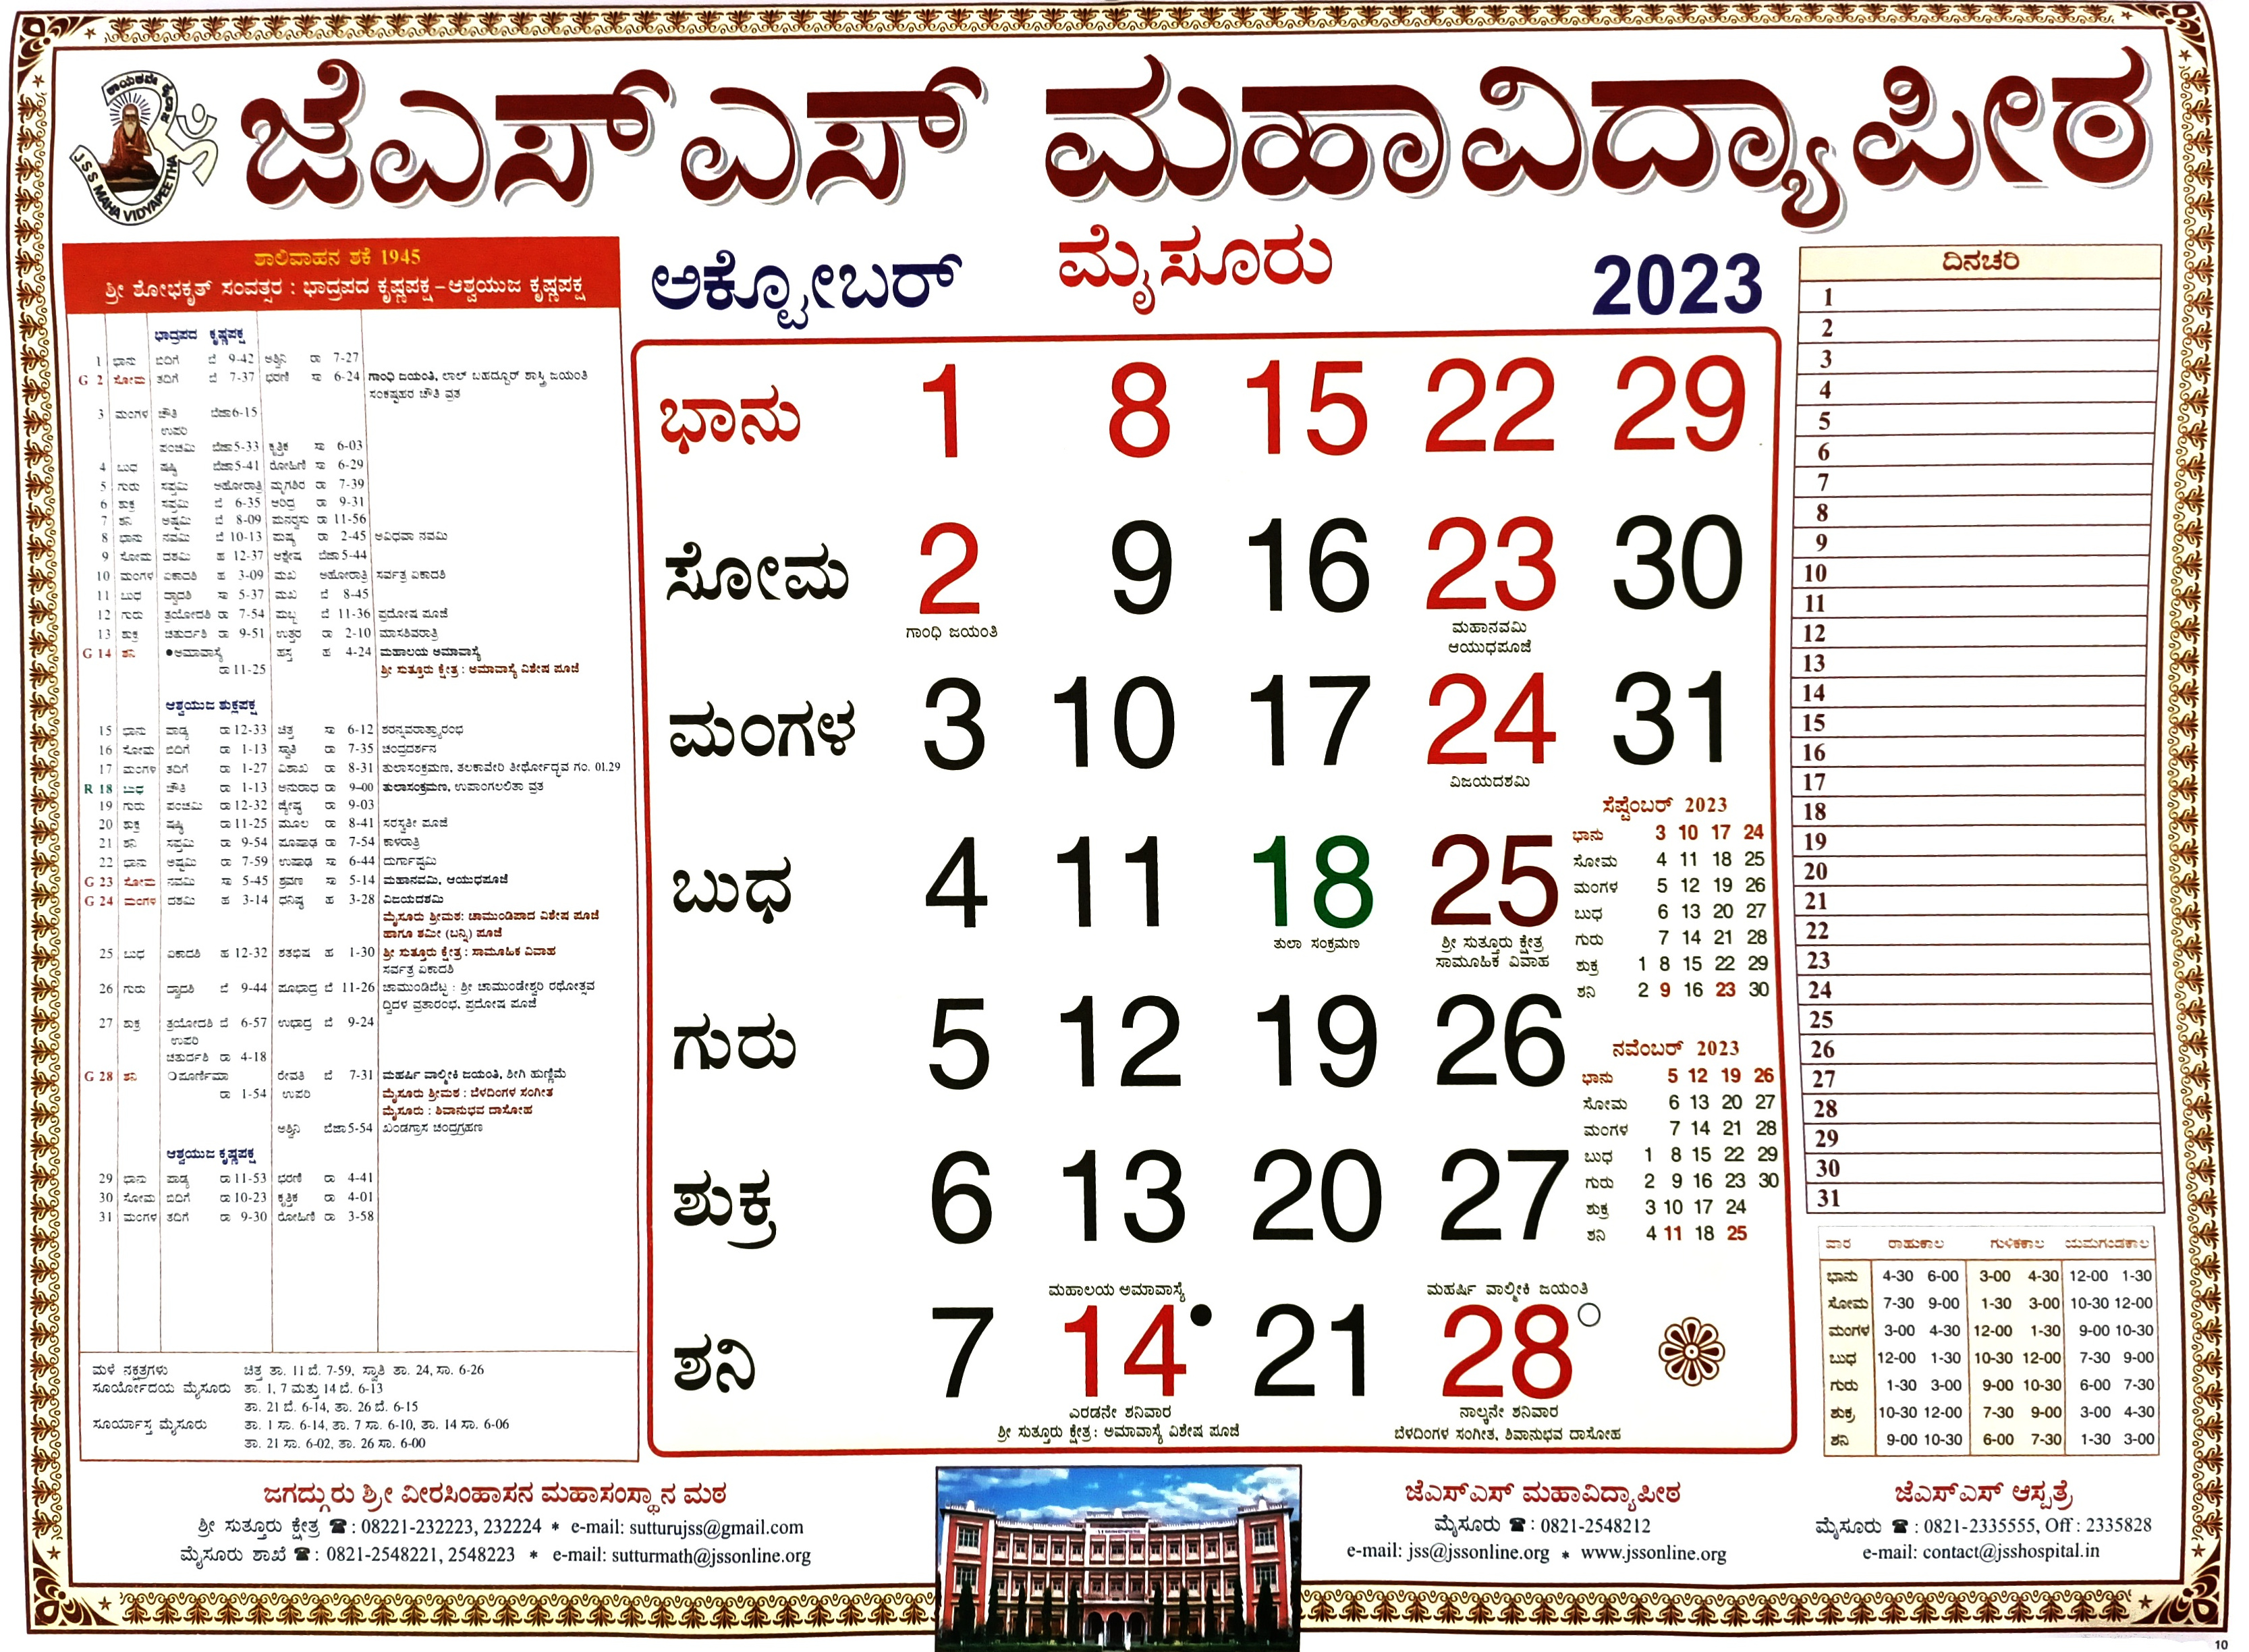 ಕಾಯಕವೇ ಕೈಲಾಸ
J.S.S MAHA VIDYAPEETHA
ಜೆಎಸ್ಎಸ್ ಮಹಾವಿದ್ಯಾಪೀಠ
ಮೈಸೂರು
ಅಕ್ಟೋಬರ್ 2023
ಶಾಲಿವಾಹನ ಶಕೆ 1945
ಶ್ರೀ ಶೋಭಕೃತ್ ಸಂವತ್ಸರ : ಭಾದ್ರಪದ ಕೃಷ್ಣಪಕ್ಷ – ಆಶ್ವಯುಜ ಕೃಷ್ಣಪಕ್ಷ
ಭಾದ್ರಪದ ಕೃಷ್ಣಪಕ್ಷ
1 ಭಾನು ಬಿದಿಗೆ ಬೆ 9-42 ಅಶ್ವಿನಿ ರಾ 7-27
G 2 ಸೋಮ ತದಿಗೆ ಬೆ 7-37 ಭರಣಿ ಸಾ 6-24 ಗಾಂಧಿ ಜಯಂತಿ, ಲಾಲ್ ಬಹದ್ದೂರ್ ಶಾಸ್ತ್ರಿ ಜಯಂತಿ
ಸಂಕಷ್ಟಹರ ಚೌತಿ ವ್ರತ
3 ಮಂಗಳ ಚೌತಿ ಬೆಜಾ6-15
ಉಪರಿ
ಪಂಚಮಿ ಬೆಜಾ5-33 ಕೃತ್ತಿಕ ಸಾ 6-03
4 ಬುಧ ಷಷ್ಠಿ ಬೆಜಾ5-41 ರೋಹಿಣಿ ಸಾ 6-29
5 ಗುರು ಸಪ್ತಮಿ ಅಹೋರಾತ್ರಿ ಮೃಗಶಿರ ರಾ 7-39
6 ಶುಕ್ರ ಸಪ್ತಮಿ ಬೆ 6-35 ಆರಿದ್ರ ರಾ 9-31
7 ಶನಿ ಅಷ್ಟಮಿ ಬೆ 8-09 ಪುನರ್ವಸು ರಾ 11-56
8 ಭಾನು ನವಮಿ ಬೆ 10-13 ಪುಷ್ಯ ರಾ 2-45 ಅವಿಧವಾ ನವಮಿ
9 ಸೋಮ ದಶಮಿ ಹ 12-37 ಆಶ್ಲೇಷ ಬೆಜಾ5-44
10 ಮಂಗಳ ಏಕಾದಶಿ ಹ 3-09 ಮಖ ಅಹೋರಾತ್ರಿ ಸರ್ವತ್ರ ಏಕಾದಶಿ
11 ಬುಧ ದ್ವಾದಶಿ ಸಾ 5-37 ಮಖ ಬೆ 8-45
12 ಗುರು ತ್ರಯೋದಶಿ ರಾ 7-54 ಪುಬ್ಬ ಬೆ 11-36 ಪ್ರದೋಷ ಪೂಜೆ
13 ಶುಕ್ರ ಚತುರ್ದಶಿ ರಾ 9-51 ಉತ್ತರ ರಾ 2-10 ಮಾಸಶಿವರಾತ್ರಿ
G 14 ಶನಿ ●ಅಮಾವಾಸ್ಯೆ ಹಸ್ತ ಹ 4-24 ಮಹಾಲಯ ಅಮಾವಾಸ್ಯೆ
ರಾ 11-25 ಶ್ರೀ ಸುತ್ತೂರು ಕ್ಷೇತ್ರ : ಅಮಾವಾಸ್ಯೆ ವಿಶೇಷ ಪೂಜೆ
ಆಶ್ವಯುಜ ಶುಕ್ಲಪಕ್ಷ
15 ಭಾನು ಪಾಡ್ಯ ರಾ 12-33 ಚಿತ್ತ ಸಾ 6-12 ಶರನ್ನವರಾತ್ರ್ಯಾರಂಭ
16 ಸೋಮ ಬಿದಿಗೆ ರಾ 1-13 ಸ್ವಾತಿ ರಾ 7-35 ಚಂದ್ರದರ್ಶನ
17 ಮಂಗಳ ತದಿಗೆ ರಾ 1-27 ವಿಶಾಖ ರಾ 8-31 ತುಲಾಸಂಕ್ರಮಣ, ತಲಕಾವೇರಿ ತೀರ್ಥೋದ್ಭವ ಗಂ. 01.29
R 18 ಬುಧ ಚೌತಿ ರಾ 1-13 ಅನುರಾಧ ರಾ 9-00 ತುಲಾಸಂಕ್ರಮಣ, ಉಪಾಂಗಲಲಿತಾ ವ್ರತ
19 ಗುರು ಪಂಚಮಿ ರಾ 12-32 ಜ್ಯೇಷ್ಠ ರಾ 9-03
20 ಶುಕ್ರ ಷಷ್ಠಿ ರಾ 11-25 ಮೂಲ ರಾ 8-41 ಸರಸ್ವತೀ ಪೂಜೆ
21 ಶನಿ ಸಪ್ತಮಿ ರಾ 9-54 ಪೂಷಾಢ ರಾ 7-54 ಕಾಳರಾತ್ರಿ
22 ಭಾನು ಅಷ್ಟಮಿ ರಾ 7-59 ಉಷಾಢ ಸಾ 6-44 ದುರ್ಗಾಷ್ಟಮಿ
G 23 ಸೋಮ ನವಮಿ ಸಾ 5-45 ಶ್ರವಣ ಸಾ 5-14 ಮಹಾನವಮಿ, ಆಯುಧಪೂಜೆ
G 24 ಮಂಗಳ ದಶಮಿ ಹ 3-14 ಧನಿಷ್ಠ ಹ 3-28 ವಿಜಯದಶಮಿ
ಮೈಸೂರು ಶ್ರೀಮಠ: ಚಾಮುಂಡಿಪಾದ ವಿಶೇಷ ಪೂಜೆ
ಹಾಗೂ ಶಮೀ (ಬನ್ನಿ) ಪೂಜೆ
25 ಬುಧ ಏಕಾದಶಿ ಹ 12-32 ಶತಭಿಷ ಹ 1-30 ಶ್ರೀ ಸುತ್ತೂರು ಕ್ಷೇತ್ರ : ಸಾಮೂಹಿಕ ವಿವಾಹ
ಸರ್ವತ್ರ ಏಕಾದಶಿ
26 ಗುರು ದ್ವಾದಶಿ ಬೆ 9-44 ಪೂಭಾದ್ರ ಬೆ 11-26 ಚಾಮುಂಡಿಬೆಟ್ಟ : ಶ್ರೀ ಚಾಮುಂಡೇಶ್ವರಿ ರಥೋತ್ಸವ
ದ್ವಿದಳ ವ್ರತಾರಂಭ, ಪ್ರದೋಷ ಪೂಜೆ
27 ಶುಕ್ರ ತ್ರಯೋದಶಿ ಬೆ 6-57 ಉಭಾದ್ರ ಬೆ 9-24
ಉಪರಿ
ಚತುರ್ದಶಿ ರಾ 4-18
G 28 ಶನಿ ○ಪೂರ್ಣಿಮಾ ರೇವತಿ ಬೆ 7-31 ಮಹರ್ಷಿ ವಾಲ್ಮೀಕಿ ಜಯಂತಿ, ಶೀಗಿ ಹುಣ್ಣಿಮೆ
ರಾ 1-54 ಉಪರಿ ಮೈಸೂರು ಶ್ರೀಮಠ : ಬೆಳದಿಂಗಳ ಸಂಗೀತ
ಮೈಸೂರು : ಶಿವಾನುಭವ ದಾಸೋಹ
ಅಶ್ವಿನಿ ಬೆಜಾ5-54 ಖಂಡಗ್ರಾಸ ಚಂದ್ರಗ್ರಹಣ
ಆಶ್ವಯುಜ ಕೃಷ್ಣಪಕ್ಷ
29 ಭಾನು ಪಾಡ್ಯ ರಾ 11-53 ಭರಣಿ ರಾ 4-41
30 ಸೋಮ ಬಿದಿಗೆ ರಾ 10-23 ಕೃತ್ತಿಕ ರಾ 4-01
31 ಮಂಗಳ ತದಿಗೆ ರಾ 9-30 ರೋಹಿಣಿ ರಾ 3-58
ಮಳೆ ನಕ್ಷತ್ರಗಳು ಚಿತ್ತ ತಾ. 11 ಬೆ. 7-59, ಸ್ವಾತಿ ತಾ. 24, ಸಾ. 6-26
ಸೂರ್ಯೋದಯ ಮೈಸೂರು ತಾ. 1, 7 ಮತ್ತು 14 ಬೆ. 6-13
ತಾ. 21 ಬೆ. 6-14, ತಾ. 26 ಬೆ. 6-15
ಸೂರ್ಯಾಸ್ತ ಮೈಸೂರು ತಾ. 1 ಸಾ. 6-14, ತಾ. 7 ಸಾ. 6-10, ತಾ. 14 ಸಾ. 6-06
ತಾ. 21 ಸಾ. 6-02, ತಾ. 26 ಸಾ. 6-00
ಭಾನು 1 8 15 22 29
ಸೋಮ 2 9 16 23 30
ಗಾಂಧಿ ಜಯಂತಿ
ಮಹಾನವಮಿ
ಆಯುಧಪೂಜೆ
ಮಂಗಳ 3 10 17 24 31
ವಿಜಯದಶಮಿ
ಬುಧ 4 11 18 25
ತುಲಾ ಸಂಕ್ರಮಣ
ಶ್ರೀ ಸುತ್ತೂರು ಕ್ಷೇತ್ರ
ಸಾಮೂಹಿಕ ವಿವಾಹ
ಗುರು 5 12 19 26
ಶುಕ್ರ 6 13 20 27
ಮಹಾಲಯ ಅಮಾವಾಸ್ಯೆ
ಮಹರ್ಷಿ ವಾಲ್ಮೀಕಿ ಜಯಂತಿ
ಶನಿ 7 14 21 28
ಎರಡನೇ ಶನಿವಾರ
ಶ್ರೀ ಸುತ್ತೂರು ಕ್ಷೇತ್ರ : ಅಮಾವಾಸ್ಯೆ ವಿಶೇಷ ಪೂಜೆ
ನಾಲ್ಕನೇ ಶನಿವಾರ
ಬೆಳದಿಂಗಳ ಸಂಗೀತ, ಶಿವಾನುಭವ ದಾಸೋಹ
ಸೆಪ್ಟೆಂಬರ್ 2023
ಭಾನು 3 10 17 24
ಸೋಮ 4 11 18 25
ಮಂಗಳ 5 12 19 26
ಬುಧ 6 13 20 27
ಗುರು 7 14 21 28
ಶುಕ್ರ 1 8 15 22 29
ಶನಿ 2 9 16 23 30
ನವೆಂಬರ್ 2023
ಭಾನು 5 12 19 26
ಸೋಮ 6 13 20 27
ಮಂಗಳ 7 14 21 28
ಬುಧ 1 8 15 22 29
ಗುರು 2 9 16 23 30
ಶುಕ್ರ 3 10 17 24
ಶನಿ 4 11 18 25
ದಿನಚರಿ
1
2
3
4
5
6
7
8
9
10
11
12
13
14
15
16
17
18
19
20
21
22
23
24
25
26
27
28
29
30
31
ವಾರ ರಾಹುಕಾಲ ಗುಳಿಕಕಾಲ ಯಮಗಂಡಕಾಲ
ಭಾನು 4-30 6-00 3-00 4-30 12-00 1-30
ಸೋಮ 7-30 9-00 1-30 3-00 10-30 12-00
ಮಂಗಳ 3-00 4-30 12-00 1-30 9-00 10-30
ಬುಧ 12-00 1-30 10-30 12-00 7-30 9-00
ಗುರು 1-30 3-00 9-00 10-30 6-00 7-30
ಶುಕ್ರ 10-30 12-00 7-30 9-00 3-00 4-30
ಶನಿ 9-00 10-30 6-00 7-30 1-30 3-00
ಜಗದ್ಗುರು ಶ್ರೀ ವೀರಸಿಂಹಾಸನ ಮಹಾಸಂಸ್ಥಾನ ಮಠ
ಶ್ರೀ ಸುತ್ತೂರು ಕ್ಷೇತ್ರ ☎ : 08221-232223, 232224 * e-mail: sutturujss@gmail.com
ಮೈಸೂರು ಶಾಖೆ ☎ : 0821-2548221, 2548223 * e-mail: sutturmath@jssonline.org
ಜೆಎಸ್ಎಸ್ ಮಹಾವಿದ್ಯಾಪೀಠ
ಮೈಸೂರು ☎ : 0821-2548212
e-mail: jss@jssonline.org * www.jssonline.org
ಜೆಎಸ್ಎಸ್ ಆಸ್ಪತ್ರೆ
ಮೈಸೂರು ☎ : 0821-2335555, Off : 2335828
e-mail: contact@jsshospital.in
10